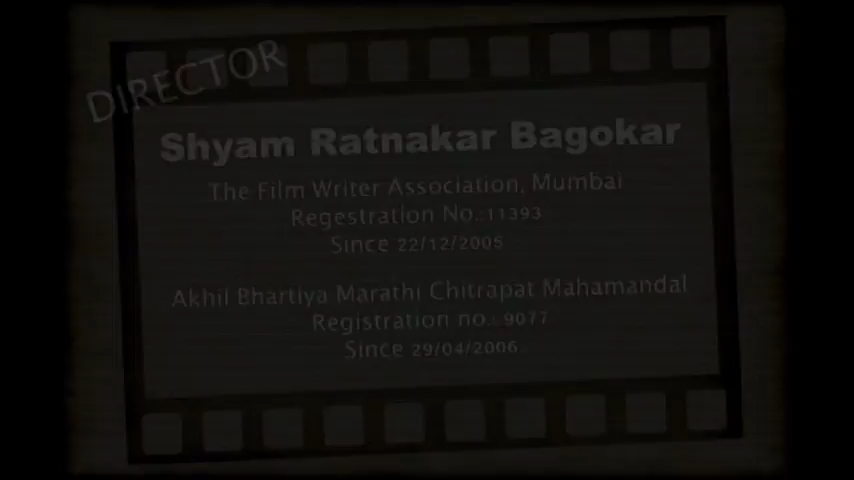 DIRECTOR
Shyam Ratnakar Bagokar
The Film Writer Association, Mumbai
Regestration No.:11393
Since 22/12/2005
Akhil Bhartiya Marathi Chitrapat Mahamandal
Registration no.: 9077
Since 29/04/2006